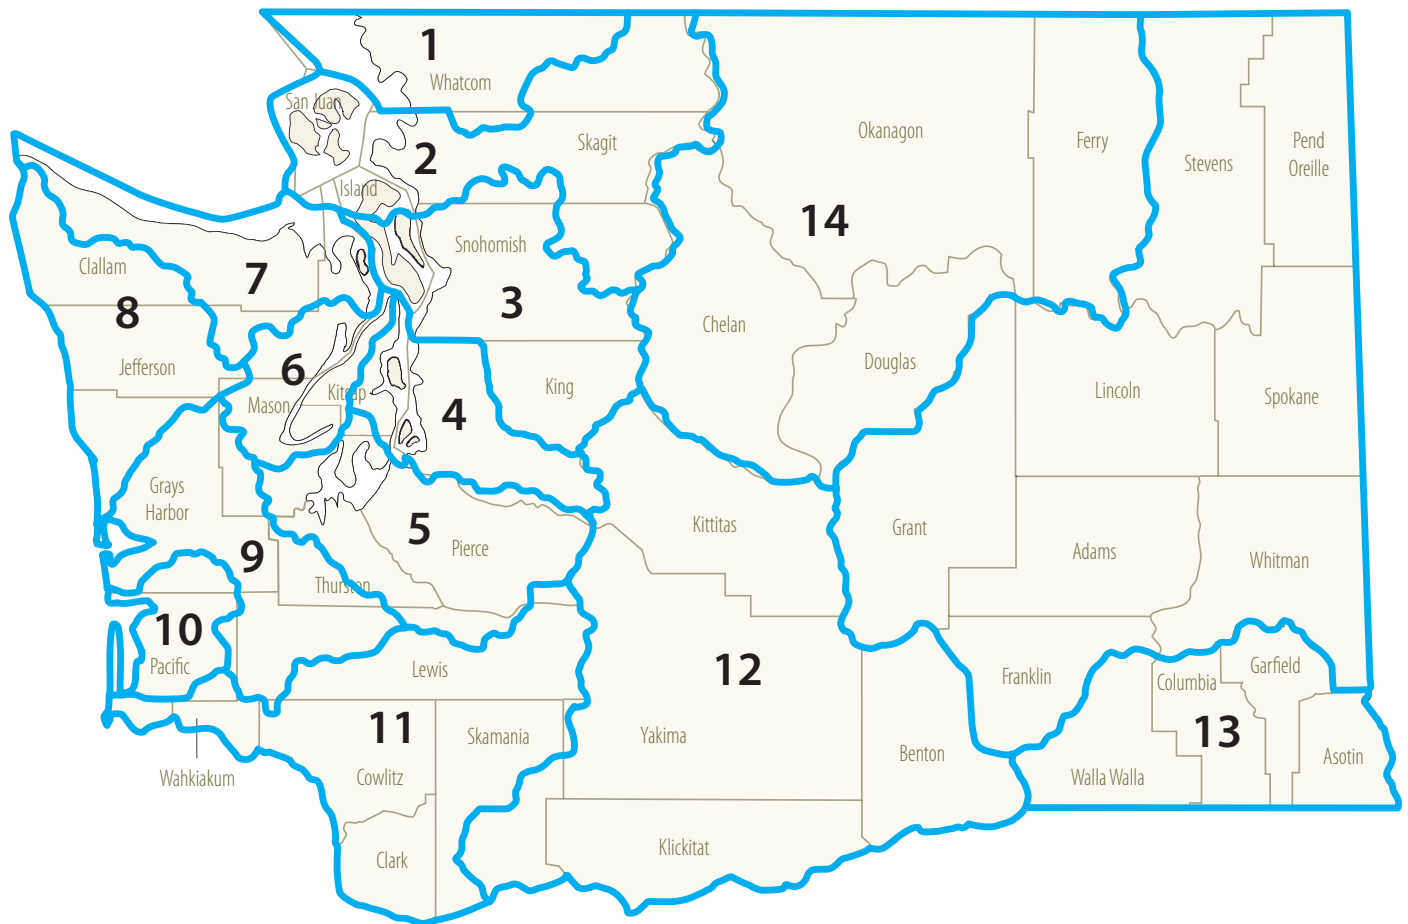 1
Whatcom
San Juan
Okanagon
Ferry
Pend
Oreille
Skagit
2
Stevens
Island
14
Snohomish
Clallam
7
3
8
Chelan
Jefferson
6
Douglas
Kitsap
King
Lincoln
Spokane
Mason
4
Grays
Harbor
5
Kittitas
Grant
Pierce
Adams
9
Whitman
Thurston
10
Pacific
Lewis
12
Franklin
Columbia
Garfield
11
Skamania
Yakima
13
Wahkiakum
Cowlitz
Benton
Walla Walla
Asotin
Clark
Klickitat